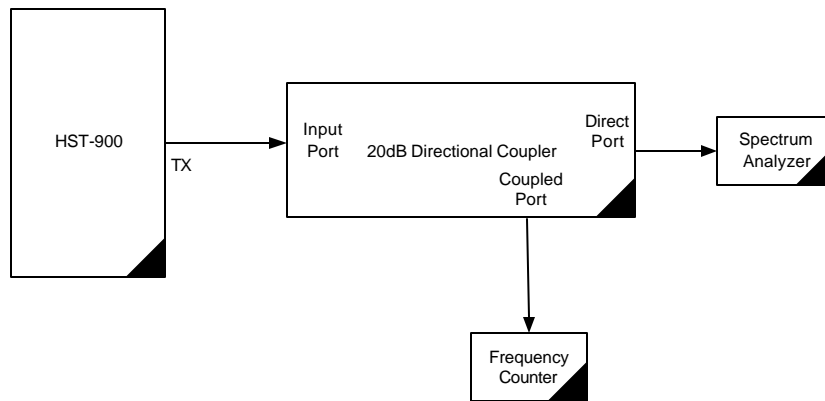 HST-900
TX
Input
Port
20dB Directional Coupler
Direct
Port
Coupled
Port
Spectrum
Analyzer
Frequency
Counter